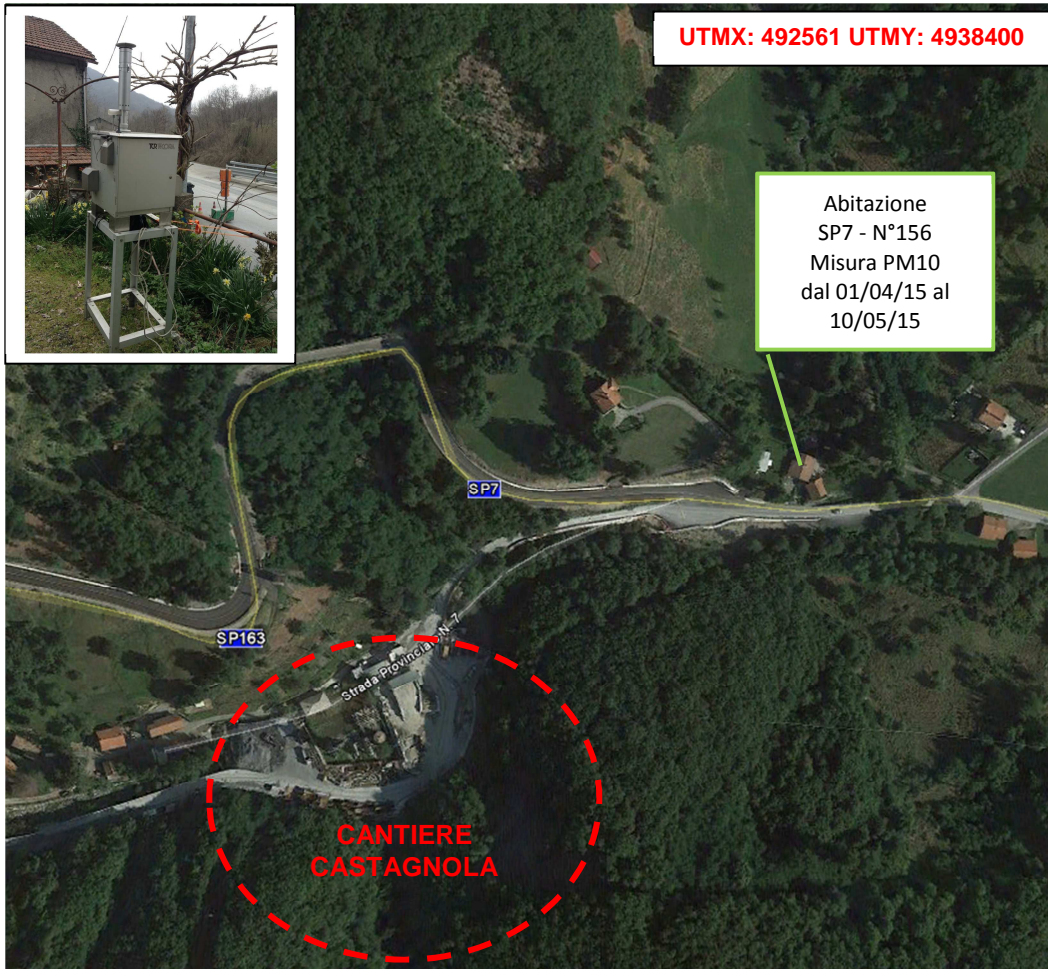 UTMX: 492561 UTMY: 4938400
Abitazione
SP7 - N°156
Misura PM10
dal 01/04/15 al
10/05/15
SP7
SP163
Strada Provinciale N. 7
CANTIERE
CASTAGNOLA